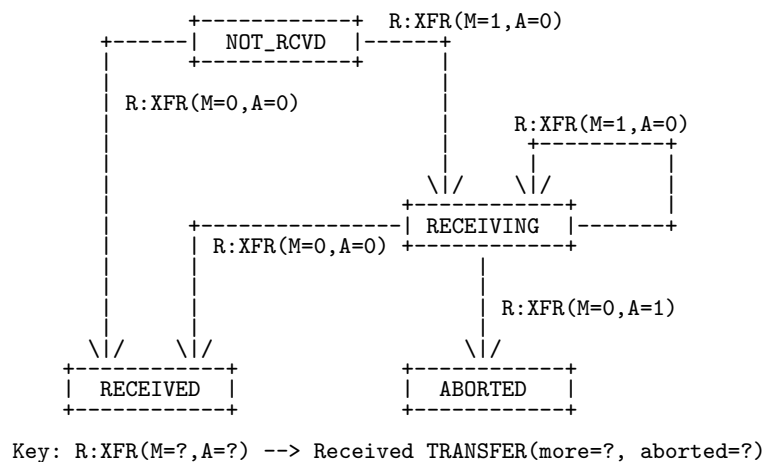 R:XFR(M=1,A=0)
NOT_RCVD
R:XFR(M=0,A=0)
R:XFR(M=1,A=0)
RECEIVING
R:XFR(M=0,A=0)
R:XFR(M=0,A=1)
RECEIVED
ABORTED
Key: R:XFR(M=?,A=?) --> Received TRANSFER(more=?, aborted=?)